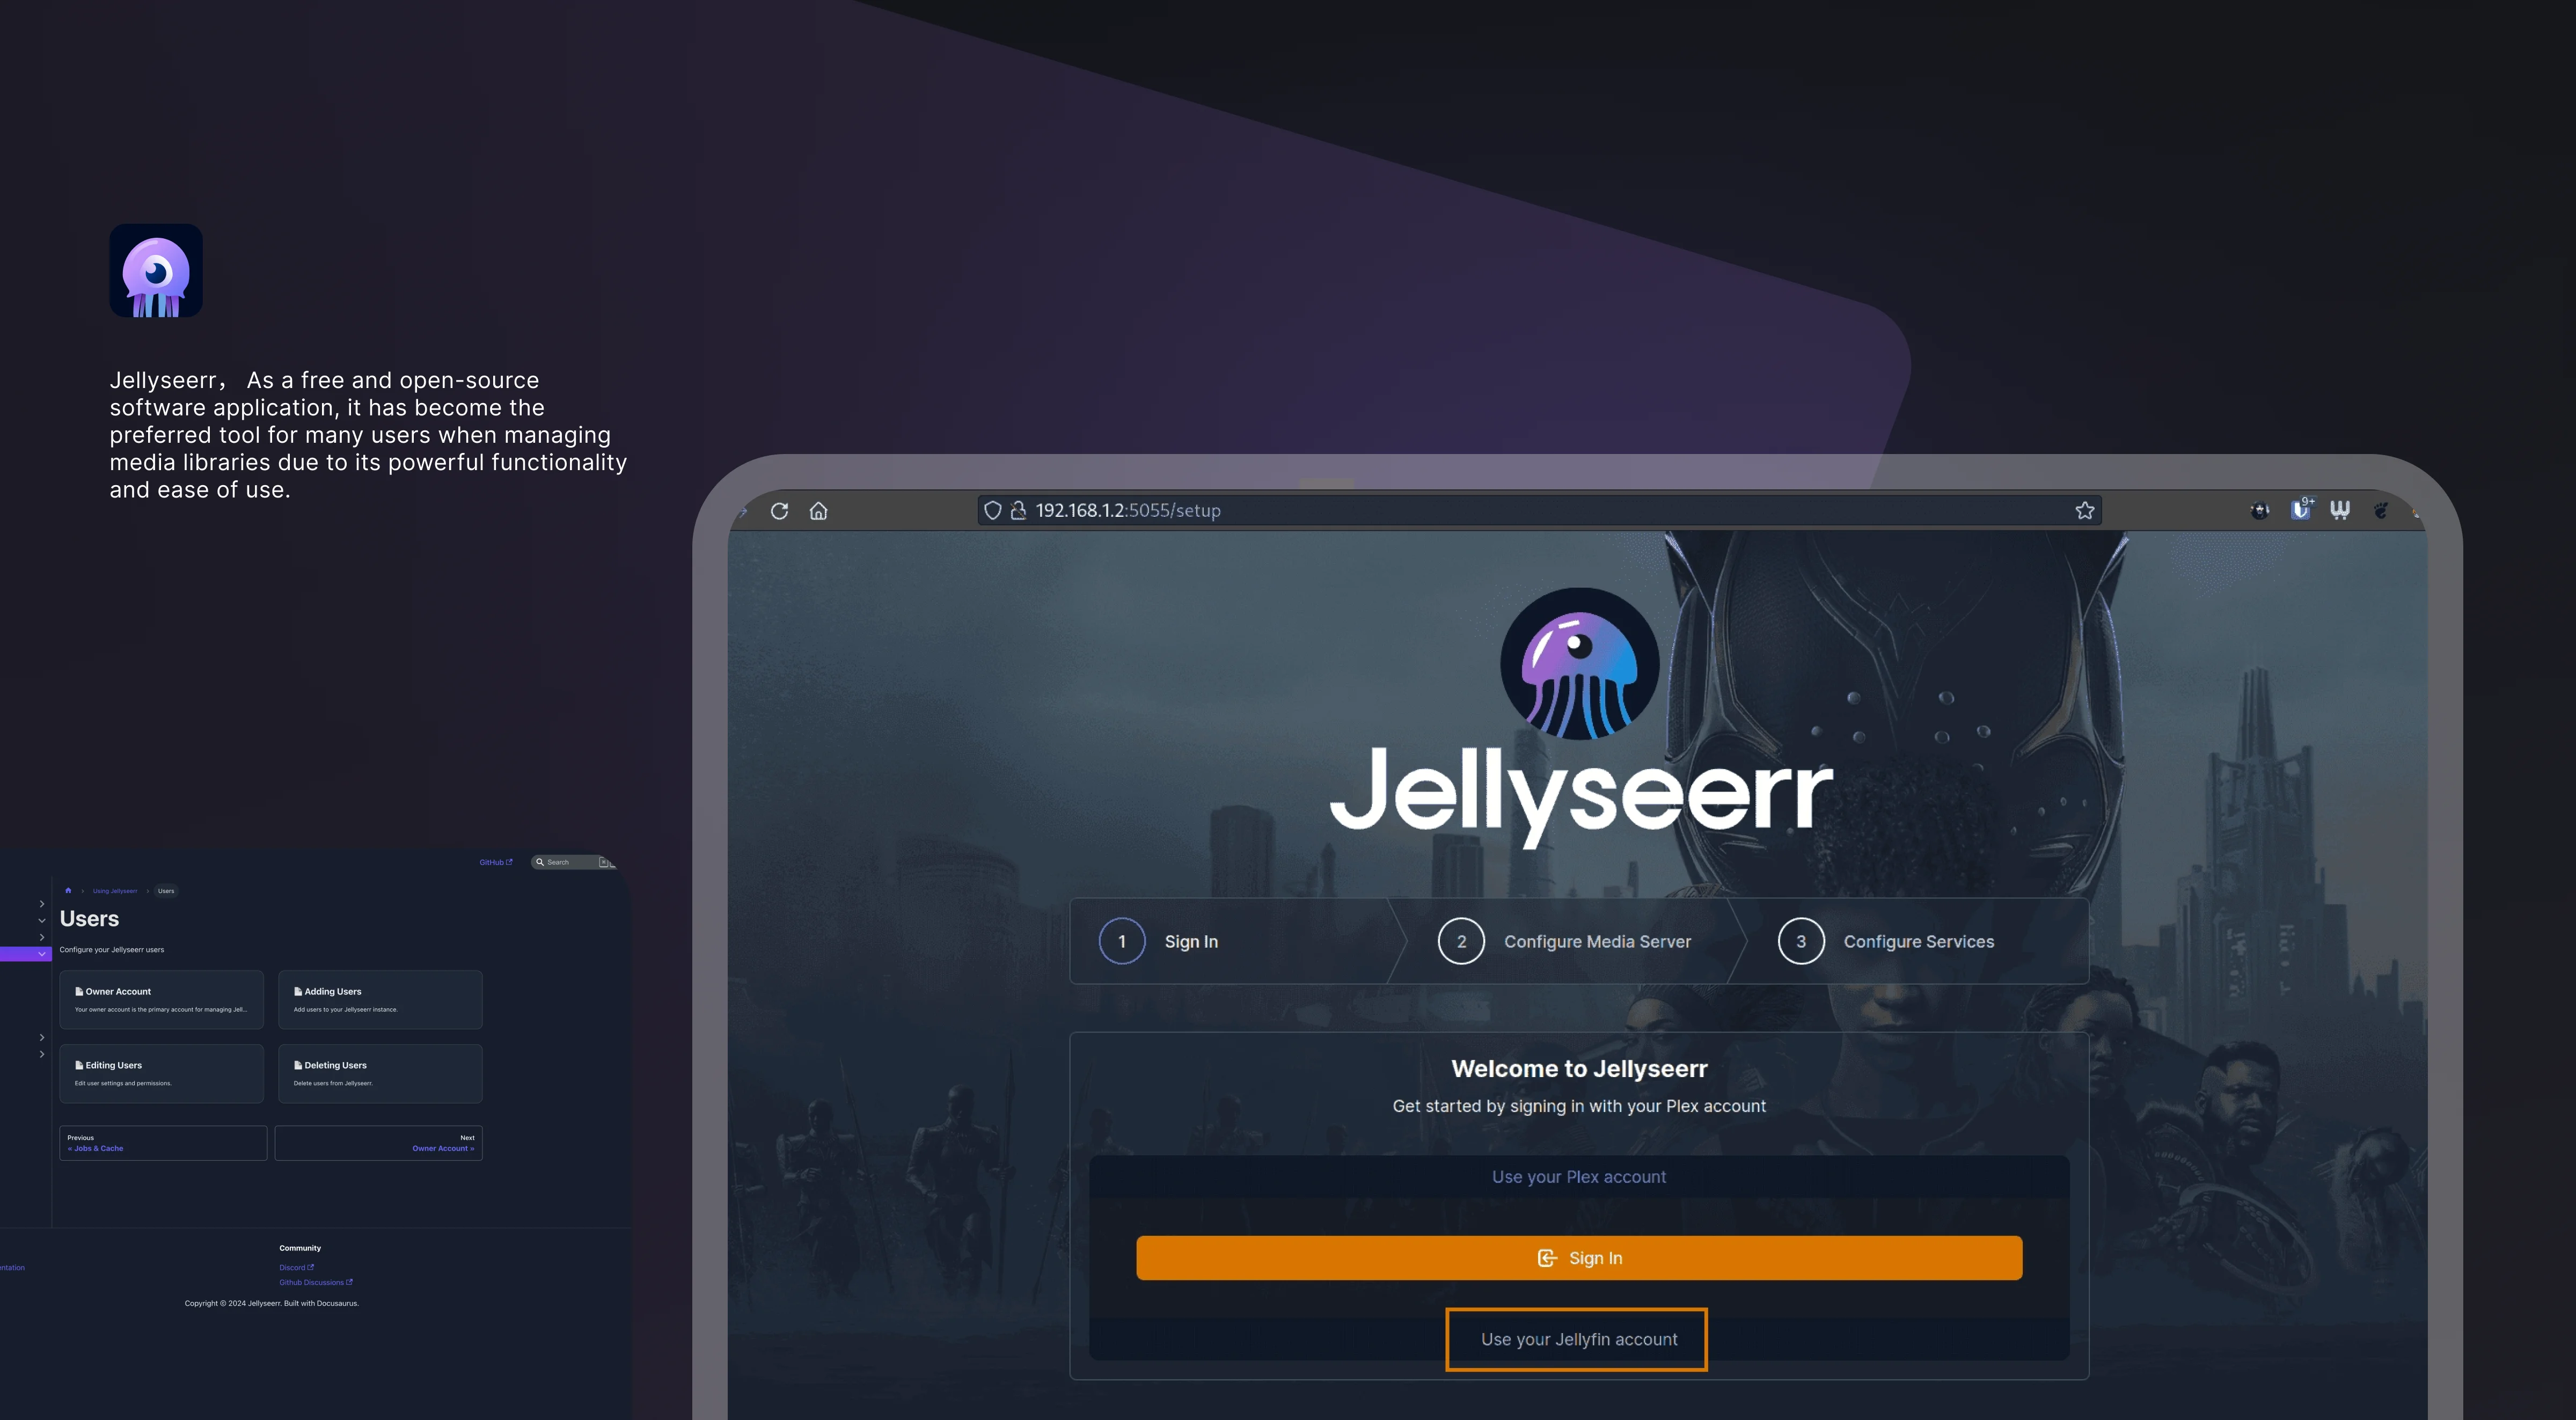 Jellyseerr， As a free and open-source
software application, it has become the
preferred tool for many users when managing
media libraries due to its powerful functionality
and ease of use.
GitHub
Search
Using Jellyseerr
Users
Users
Configure your Jellyseerr users
Owner Account
Your owner account is the primary account for managing Jell...
Adding Users
Add users to your Jellyseerr instance.
Editing Users
Edit user settings and permissions.
Deleting Users
Delete users from Jellyseerr.
Previous
« Jobs & Cache
Next
Owner Account »
Community
Discord
Github Discussions
entation
Copyright © 2024 Jellyseerr. Built with Docusaurus.
192.168.1.2:5055/setup
9+
Jellyseerr
1 Sign In
2 Configure Media Server
3 Configure Services
Welcome to Jellyseerr
Get started by signing in with your Plex account
Use your Plex account
Sign In
Use your Jellyfin account